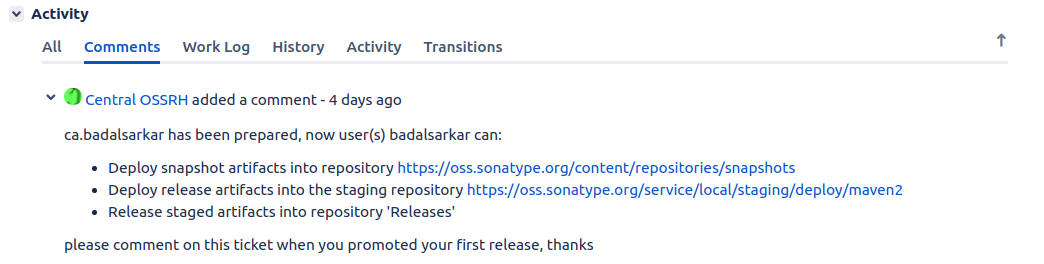 Activity
All Comments Work Log History Activity Transitions
Central OSSRH added a comment - 4 days ago
ca.badalsarkar has been prepared, now user(s) badalsarkar can:
• Deploy snapshot artifacts into repository https://oss.sonatype.org/content/repositories/snapshots
• Deploy release artifacts into the staging repository https://oss.sonatype.org/service/local/staging/deploy/maven2
• Release staged artifacts into repository 'Releases'
please comment on this ticket when you promoted your first release, thanks